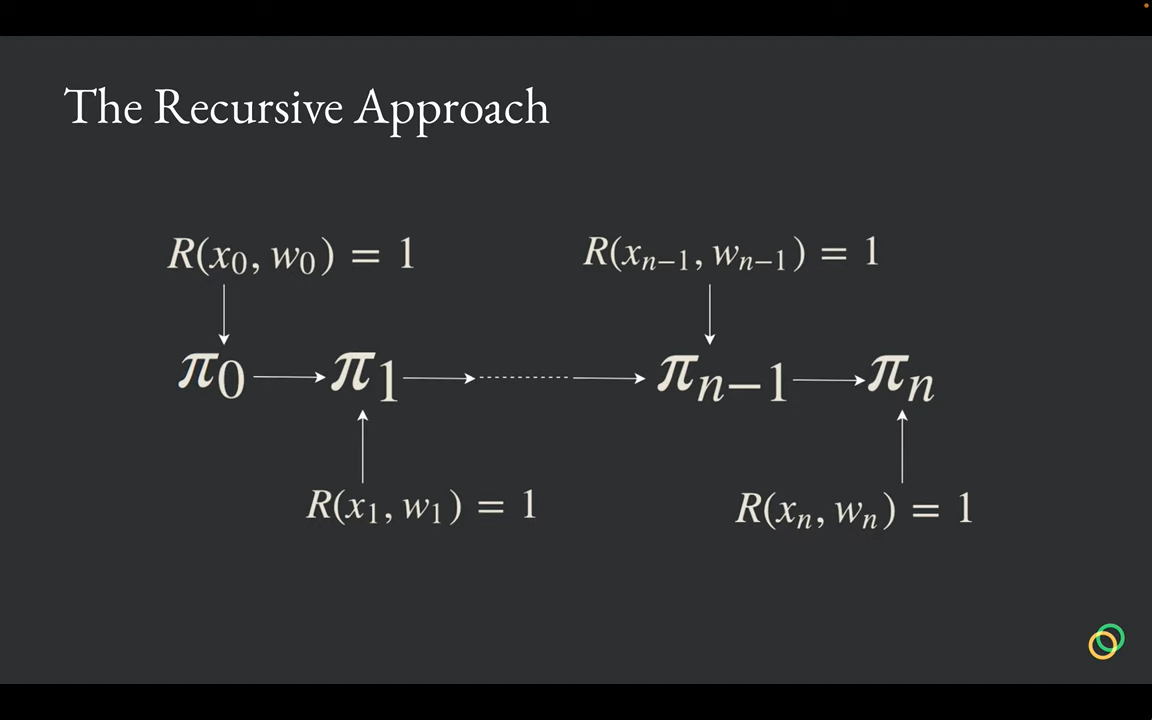 The Recursive Approach
R(x₀, w₀) = 1
R(xₙ₋₁, wₙ₋₁) = 1
π₀ π₁ πₙ₋₁ πₙ
R(x₁, w₁) = 1
R(xₙ, wₙ) = 1